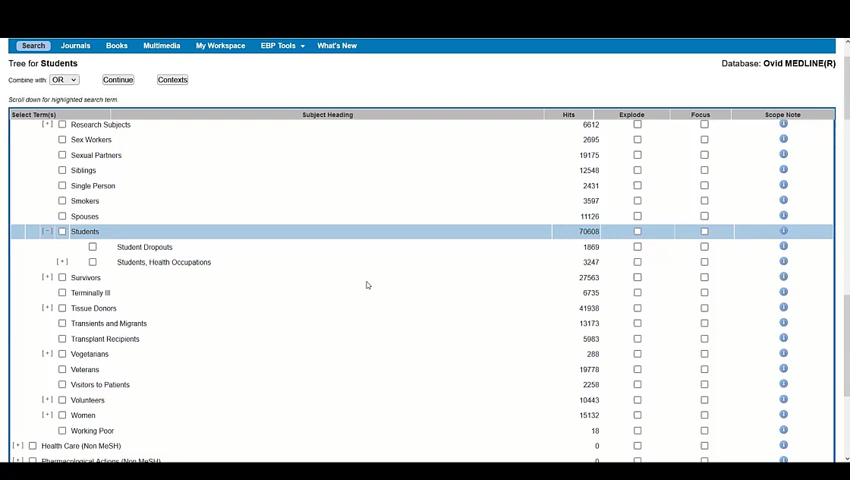 Search Journals Books Multimedia My Workspace EBP Tools What's New
Tree for Students Database: Ovid MEDLINE(R)
Combine with: OR Continue Contexts
Scroll down for highlighted search term.
Select Term(s) Subject Heading Hits Explode Focus Scope Note
[+] Research Subjects 6612
Sex Workers 2695
Sexual Partners 19175
Siblings 12548
Single Person 2431
Smokers 3597
Spouses 11126
[-] Students 70608
Student Dropouts 1869
[+] Students, Health Occupations 3247
[+] Survivors 27563
Terminally Ill 6735
[+] Tissue Donors 41938
Transients and Migrants 13173
Transplant Recipients 5983
[+] Vegetarians 288
Veterans 19778
Visitors to Patients 2258
[+] Volunteers 10443
[+] Women 15132
Working Poor 18
[+] Health Care (Non MeSH) 0
[+] Pharmacological Actions (Non MeSH) 0